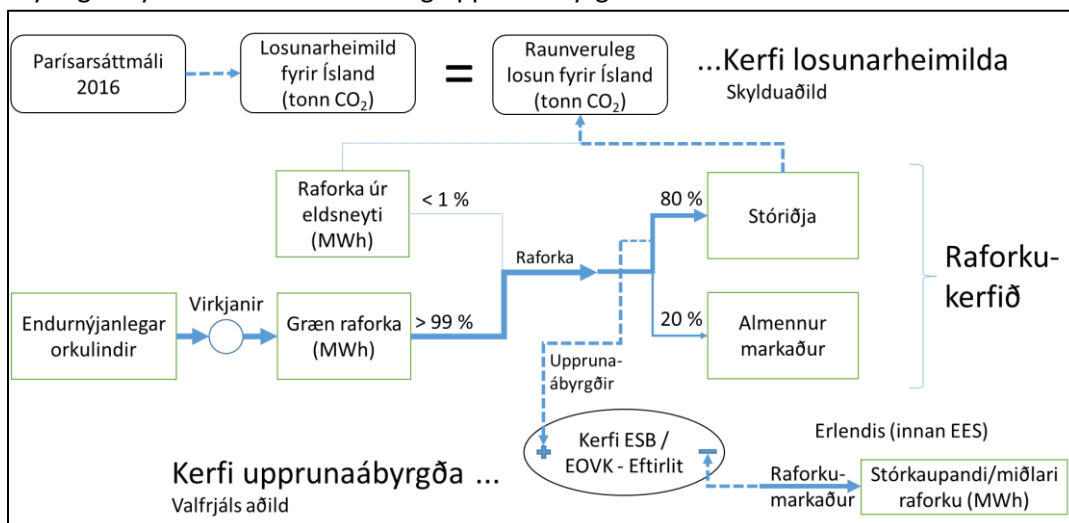 Parísarsáttmáli
2016
Losunarheimild
fyrir Ísland
(tonn CO₂)
=
Raunveruleg
losun fyrir Ísland
(tonn CO₂)
...Kerfi losunarheimilda
Skylduaðild
Raforka úr
eldsneyti
(MWh)
< 1 %
80 %
Stóriðja
Raforka
Raforku-
kerfið
Virkjanir
Endurnýjanlegar
orkulindir
Græn raforka
(MWh)
> 99 %
20 %
Almennur
markaður
Uppruna-
ábyrgðir
Kerfi ESB /
EOVK - Eftirlit
Erlendis (innan EES)
Kerfi upprunaábyrgða ...
Valfrjáls aðild
Raforku-
markaður
Stórkaupandi/miðlari
raforku (MWh)